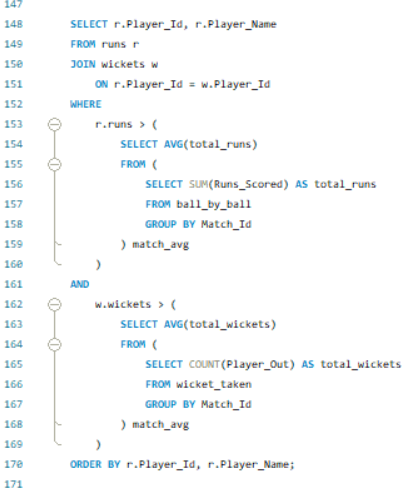 147
148 SELECT r.Player_Id, r.Player_Name
149 FROM runs r
150 JOIN wickets w
151 ON r.Player_Id = w.Player_Id
152 WHERE
153 r.runs > (
154 SELECT AVG(total_runs)
155 FROM (
156 SELECT SUM(Runs_Scored) AS total_runs
157 FROM ball_by_ball
158 GROUP BY Match_Id
159 ) match_avg
160 )
161 AND
162 w.wickets > (
163 SELECT AVG(total_wickets)
164 FROM (
165 SELECT COUNT(Player_Out) AS total_wickets
166 FROM wicket_taken
167 GROUP BY Match_Id
168 ) match_avg
169 )
170 ORDER BY r.Player_Id, r.Player_Name;
171